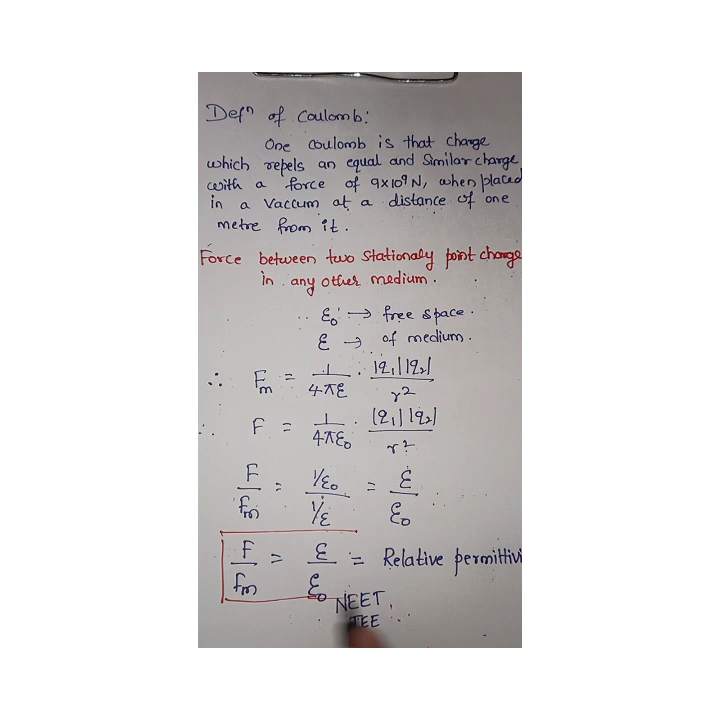 Defⁿ of Coulomb:
One coulomb is that charge
which repels an equal and Similar charge
with a force of 9×10⁹ N, when placed
in a Vaccum at a distance of one
metre from it.
Force between two Stationary point charge
in any other medium.
ε₀ → free space.
ε → of medium.
∴ Fm = 1/4πε · |q₁||q₂|/r²
∴ F = 1/4πε₀ · |q₁||q₂|/r²
F/Fm = (1/ε₀)/(1/ε) = ε/ε₀
F/Fm = ε/ε₀ = Relative permittivi
NEET,
JEE